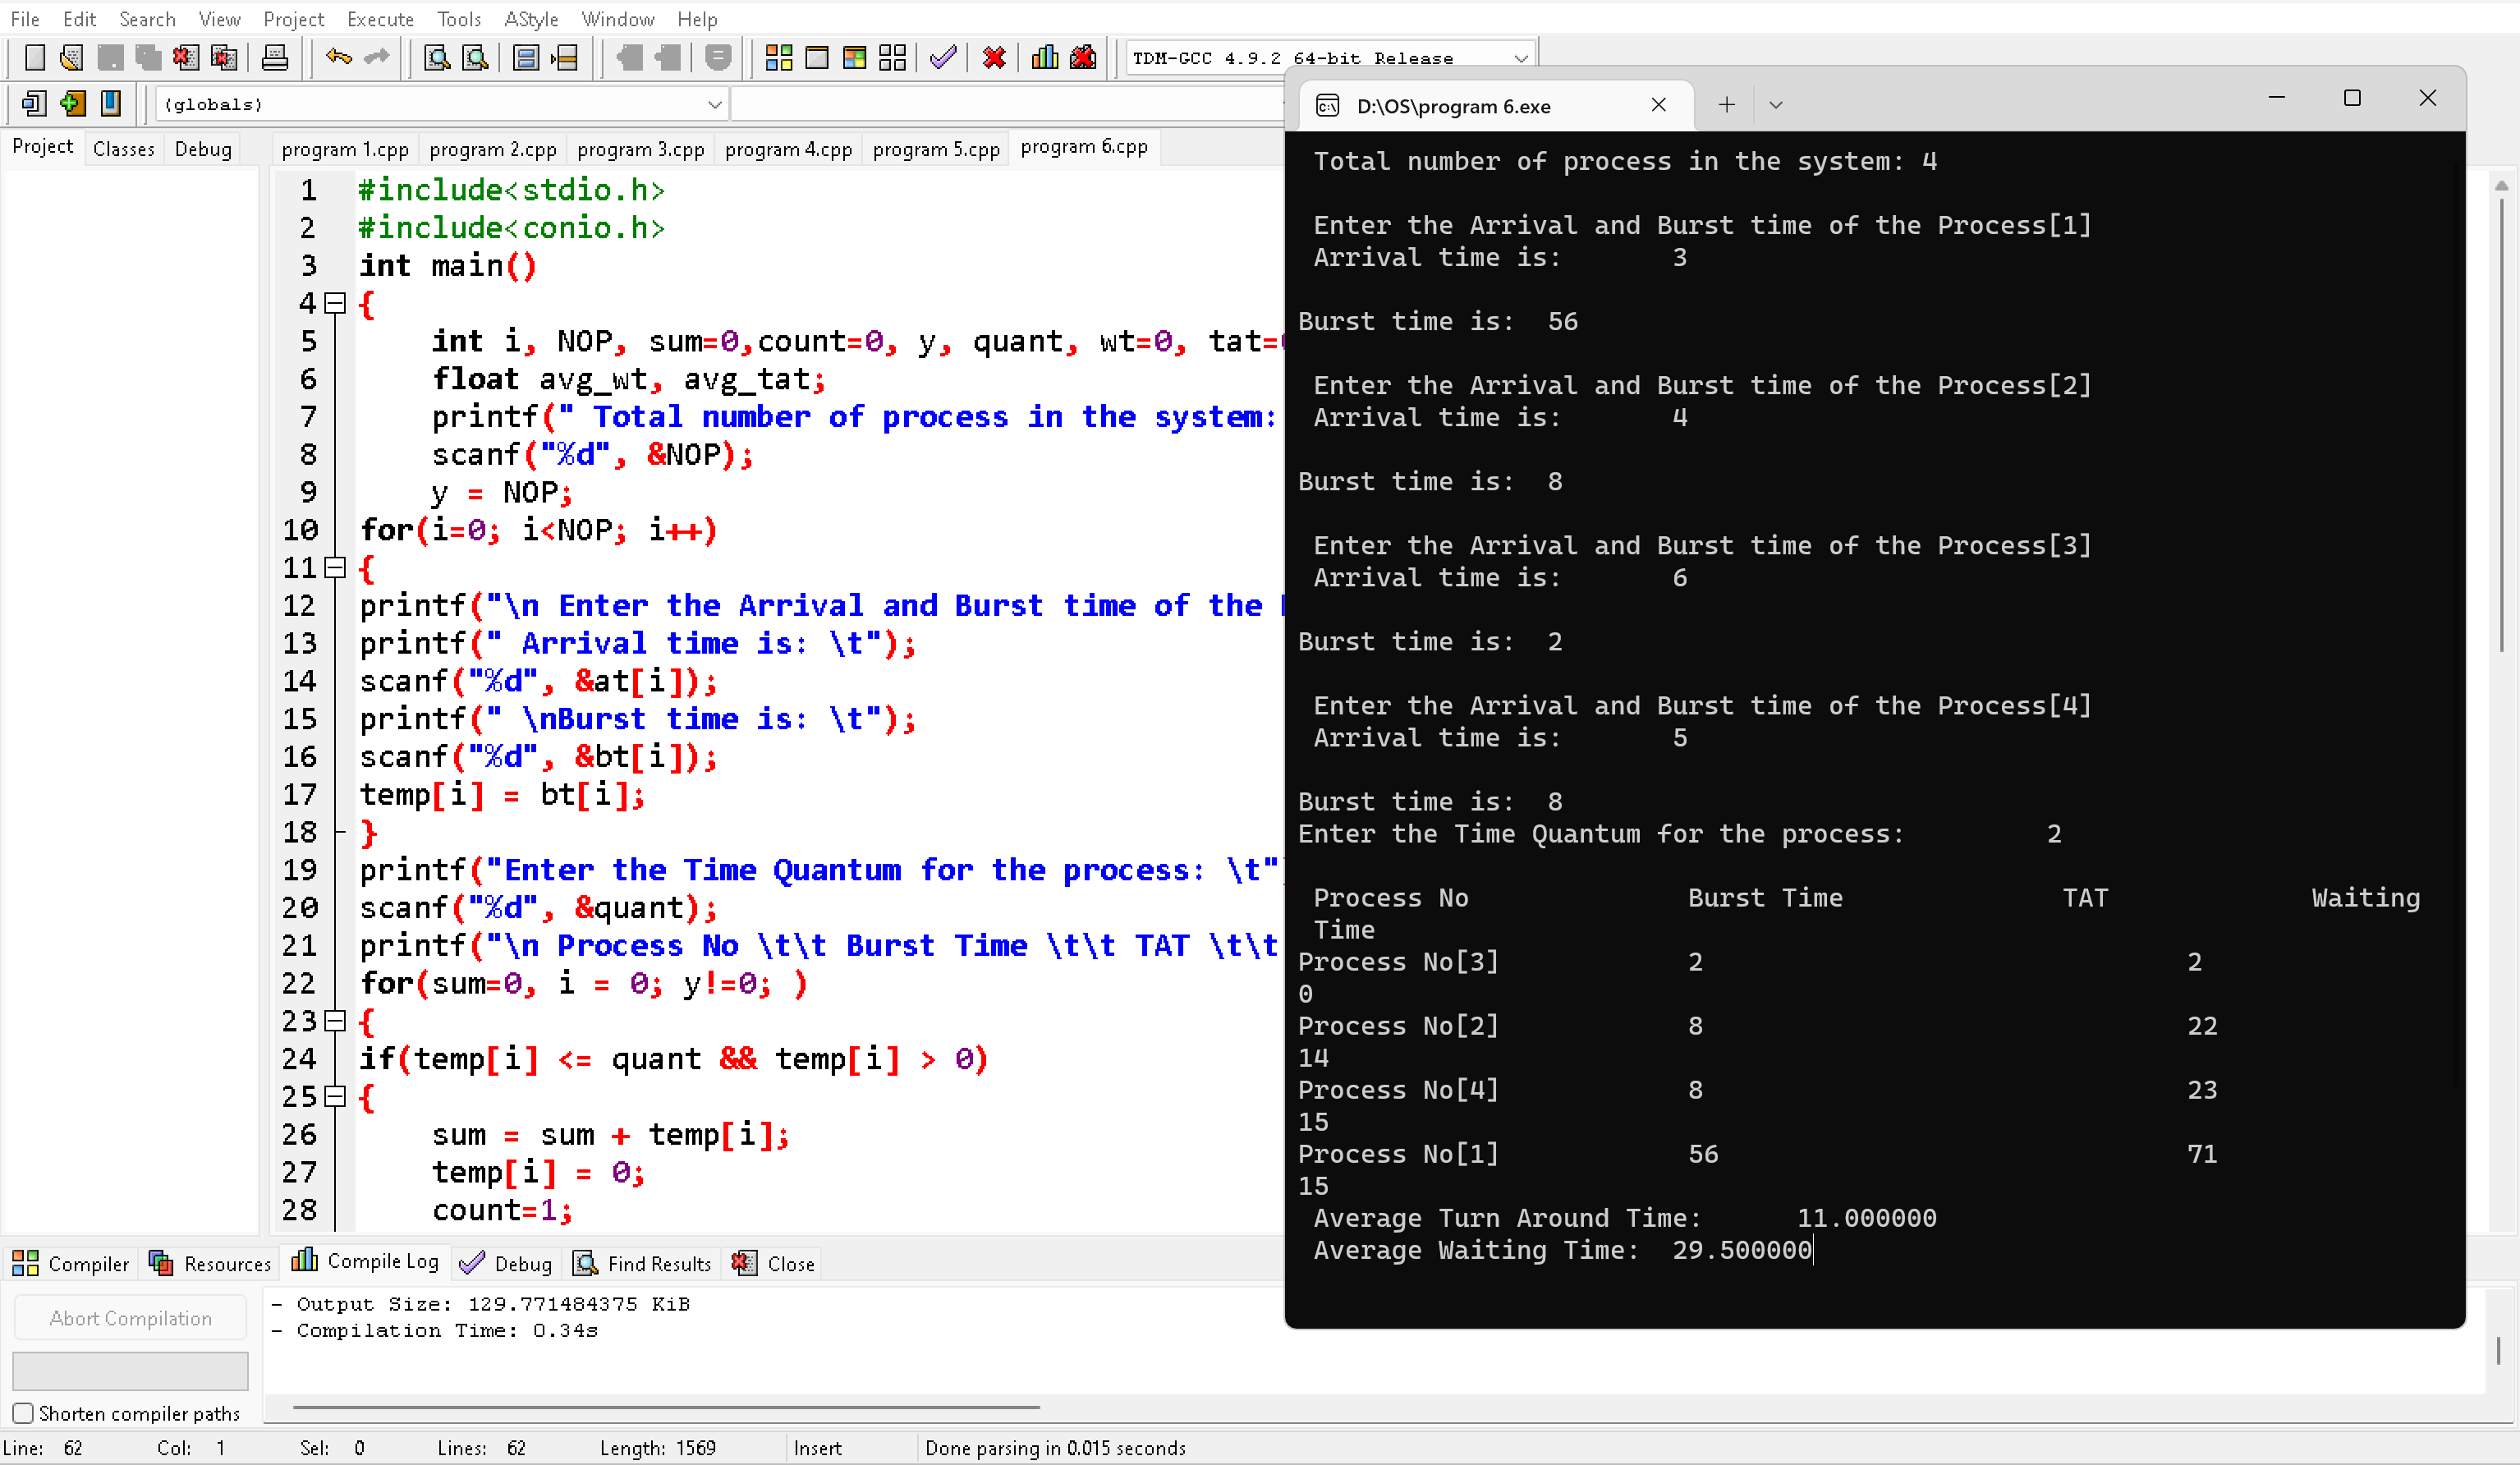 File Edit Search View Project Execute Tools AStyle Window Help
TDM-GCC 4.9.2 64-bit Release
(globals)
Project Classes Debug
program 1.cpp program 2.cpp program 3.cpp program 4.cpp program 5.cpp program 6.cpp
1 #include<stdio.h>
2 #include<conio.h>
3 int main()
4 {
5 int i, NOP, sum=0,count=0, y, quant, wt=0, tat=
6 float avg_wt, avg_tat;
7 printf(" Total number of process in the system:
8 scanf("%d", &NOP);
9 y = NOP;
10 for(i=0; i<NOP; i++)
11 {
12 printf("\n Enter the Arrival and Burst time of the
13 printf(" Arrival time is: \t");
14 scanf("%d", &at[i]);
15 printf(" \nBurst time is: \t");
16 scanf("%d", &bt[i]);
17 temp[i] = bt[i];
18 }
19 printf("Enter the Time Quantum for the process: \t"
20 scanf("%d", &quant);
21 printf("\n Process No \t\t Burst Time \t\t TAT \t\t
22 for(sum=0, i = 0; y!=0; )
23 {
24 if(temp[i] <= quant && temp[i] > 0)
25 {
26 sum = sum + temp[i];
27 temp[i] = 0;
28 count=1;
D:\OS\program 6.exe
Total number of process in the system: 4
Enter the Arrival and Burst time of the Process[1]
Arrival time is: 3
Burst time is: 56
Enter the Arrival and Burst time of the Process[2]
Arrival time is: 4
Burst time is: 8
Enter the Arrival and Burst time of the Process[3]
Arrival time is: 6
Burst time is: 2
Enter the Arrival and Burst time of the Process[4]
Arrival time is: 5
Burst time is: 8
Enter the Time Quantum for the process: 2
Process No Burst Time TAT Waiting
Time
Process No[3] 2 2
0
Process No[2] 8 22
14
Process No[4] 8 23
15
Process No[1] 56 71
15
Average Turn Around Time: 11.000000
Average Waiting Time: 29.500000
Compiler Resources Compile Log Debug Find Results Close
Abort Compilation
Shorten compiler paths
- Output Size: 129.771484375 KiB
- Compilation Time: 0.34s
Line: 62 Col: 1 Sel: 0 Lines: 62 Length: 1569 Insert Done parsing in 0.015 seconds